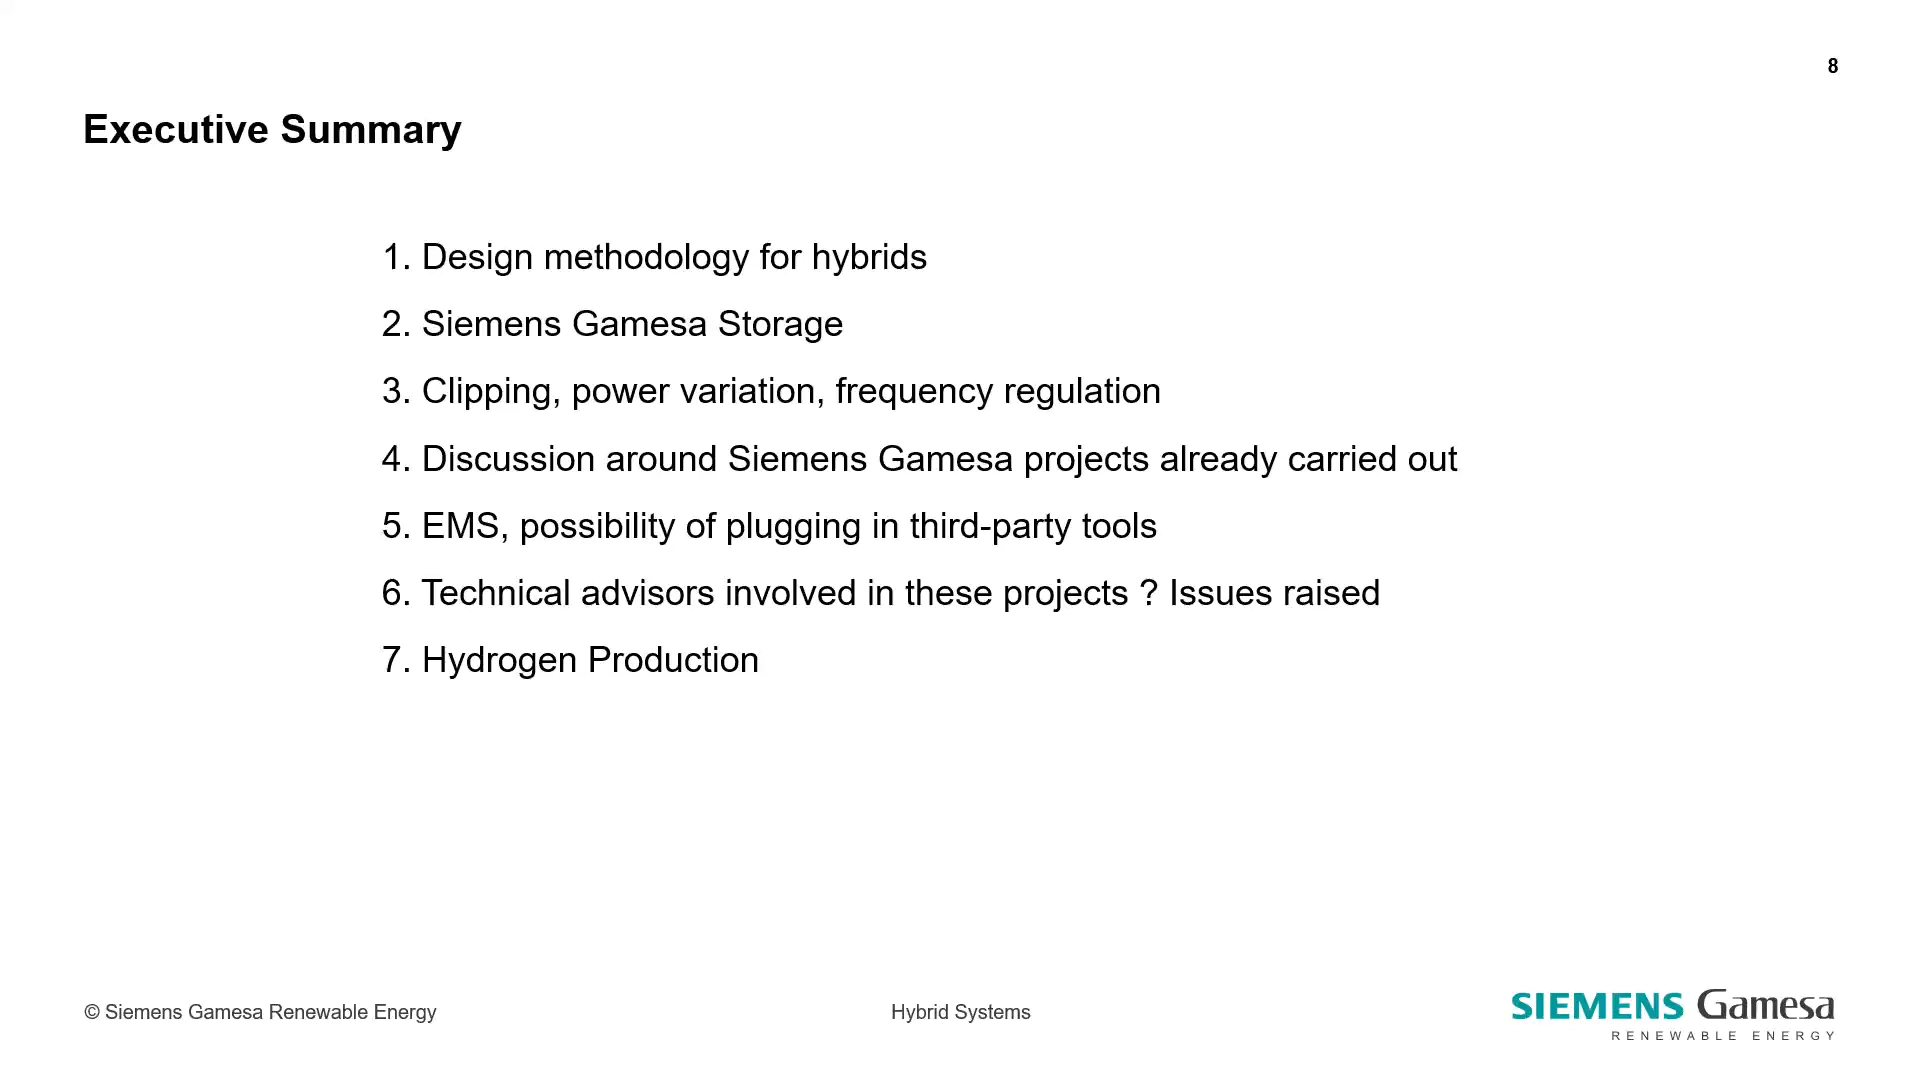 8
Executive Summary
1. Design methodology for hybrids
2. Siemens Gamesa Storage
3. Clipping, power variation, frequency regulation
4. Discussion around Siemens Gamesa projects already carried out
5. EMS, possibility of plugging in third-party tools
6. Technical advisors involved in these projects ? Issues raised
7. Hydrogen Production
© Siemens Gamesa Renewable Energy
Hybrid Systems
SIEMENS Gamesa
RENEWABLE ENERGY